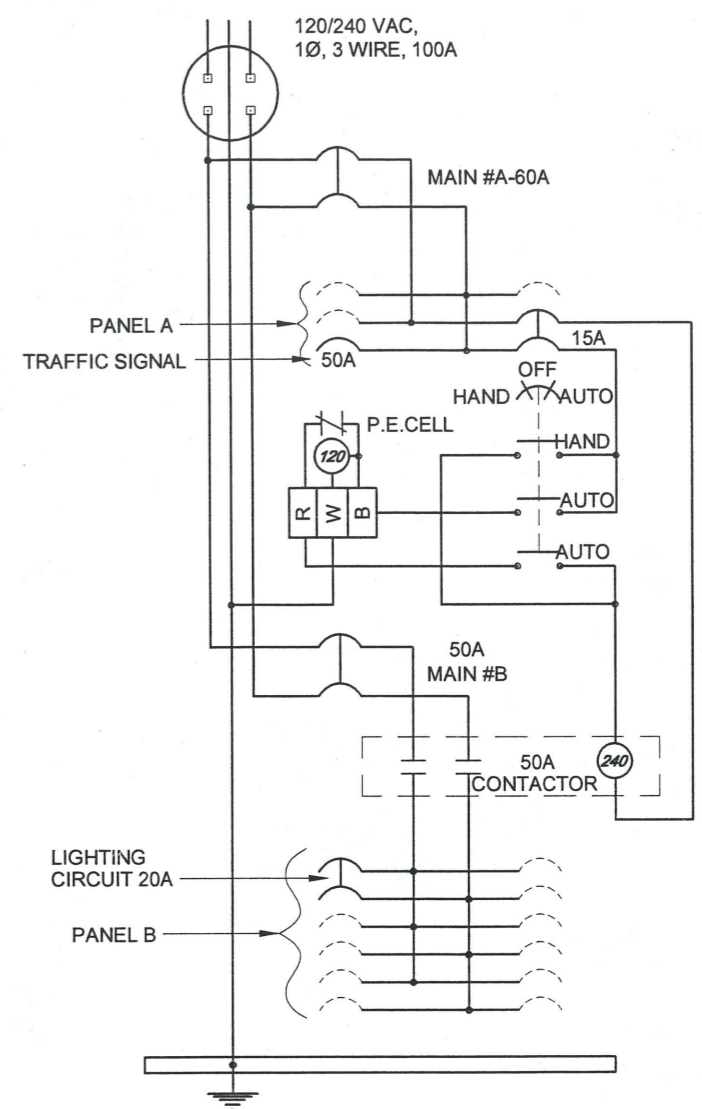 120/240 VAC,
1Ø, 3 WIRE, 100A
MAIN #A-60A
PANEL A
TRAFFIC SIGNAL
50A
15A
OFF
HAND
AUTO
P.E.CELL
HAND
120
R
W
B
AUTO
AUTO
50A
MAIN #B
50A
CONTACTOR
240
LIGHTING
CIRCUIT 20A
PANEL B